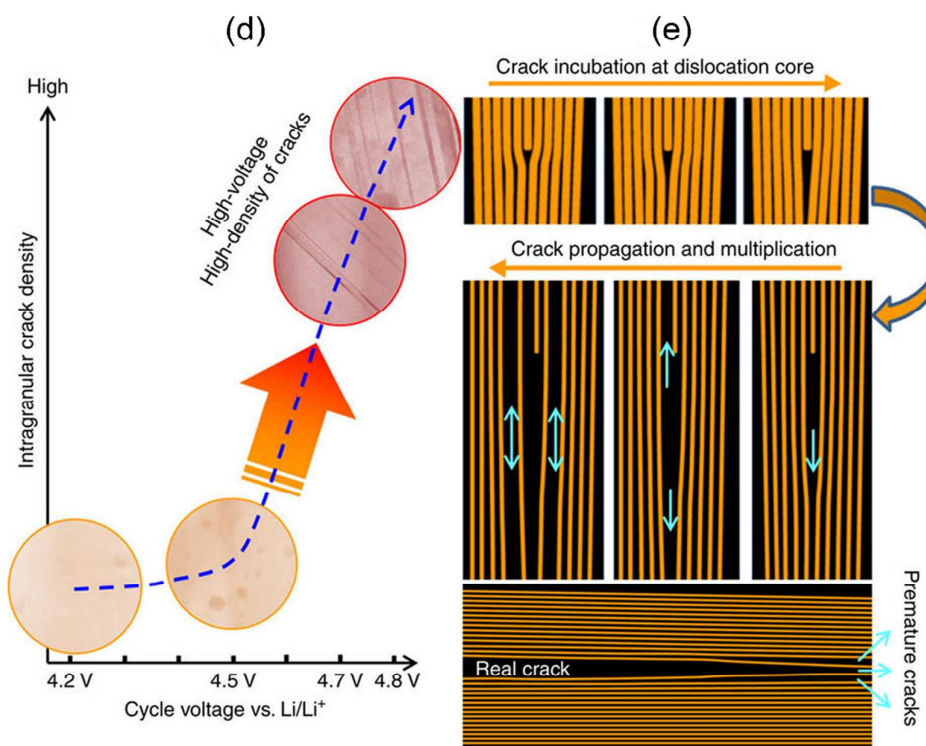 (d)
High
Intragranular crack density
High-voltage
High-density of cracks
4.2 V 4.5 V 4.7 V 4.8 V
Cycle voltage vs. Li/Li⁺
(e)
Crack incubation at dislocation core
Crack propagation and multiplication
Real crack
Premature
cracks